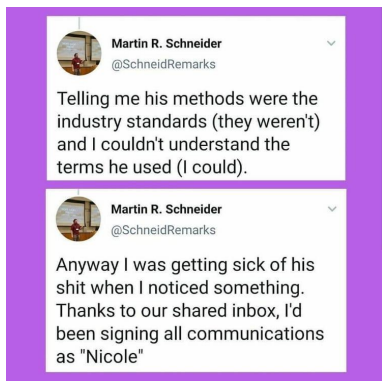 Martin R. Schneider
@SchneidRemarks
Telling me his methods were the
industry standards (they weren't)
and I couldn't understand the
terms he used (I could).
Martin R. Schneider
@SchneidRemarks
Anyway I was getting sick of his
shit when I noticed something.
Thanks to our shared inbox, I'd
been signing all communications
as "Nicole"